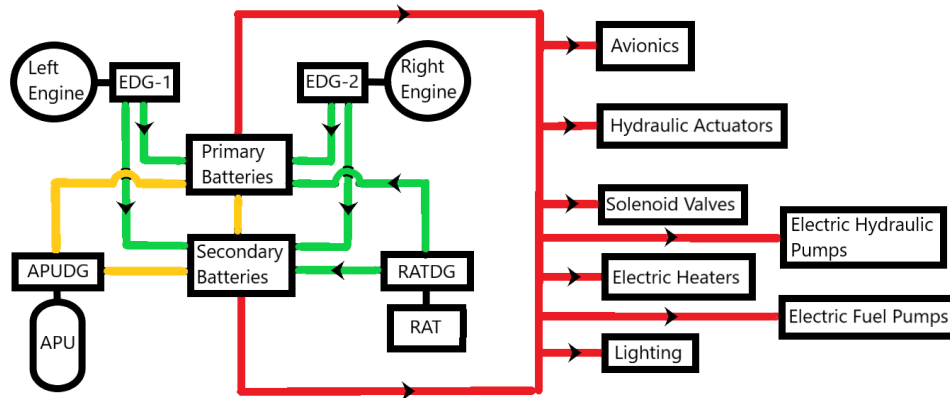 Left
Engine
EDG-1
EDG-2
Right
Engine
Primary
Batteries
Secondary
Batteries
APUDG
APU
RATDG
RAT
Avionics
Hydraulic Actuators
Solenoid Valves
Electric Hydraulic
Pumps
Electric Heaters
Electric Fuel Pumps
Lighting